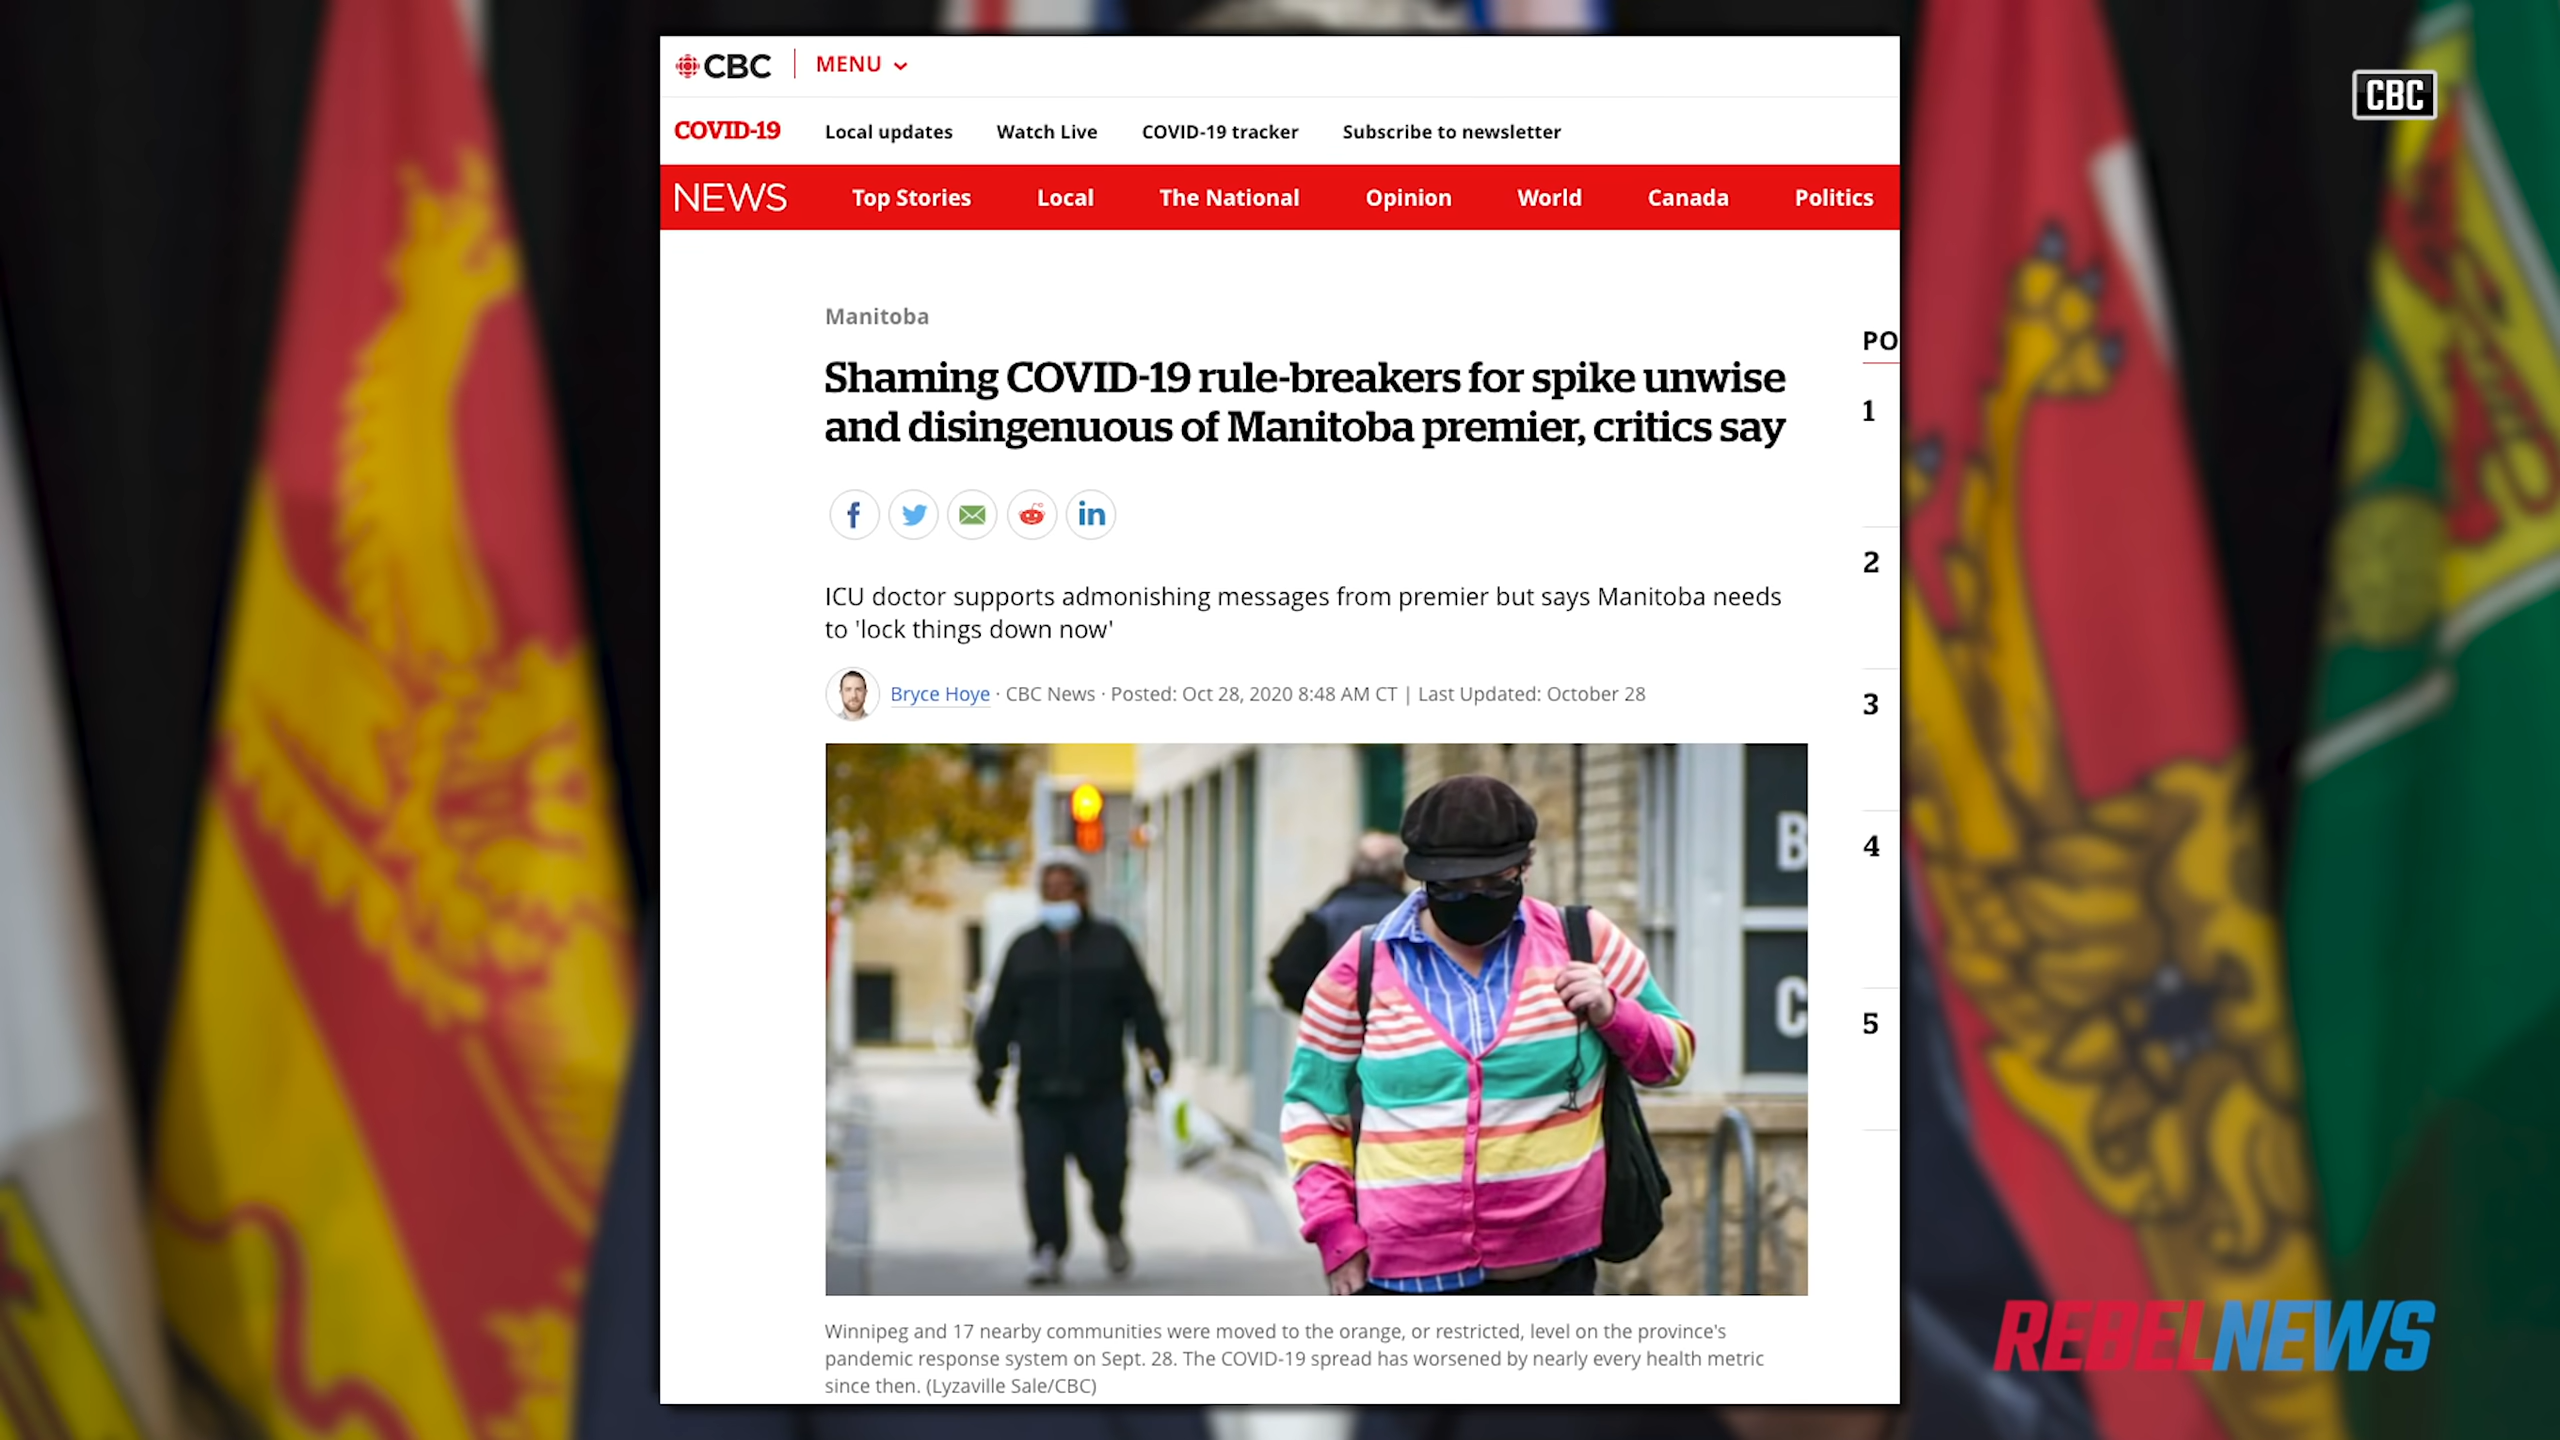 CBC MENU
CBC
COVID-19 Local updates Watch Live COVID-19 tracker Subscribe to newsletter
NEWS Top Stories Local The National Opinion World Canada Politics
Manitoba
Shaming COVID-19 rule-breakers for spike unwise
and disingenuous of Manitoba premier, critics say
PO
1
2
3
4
5
f in
ICU doctor supports admonishing messages from premier but says Manitoba needs
to 'lock things down now'
Bryce Hoye · CBC News · Posted: Oct 28, 2020 8:48 AM CT | Last Updated: October 28
B
C
Winnipeg and 17 nearby communities were moved to the orange, or restricted, level on the province's
pandemic response system on Sept. 28. The COVID-19 spread has worsened by nearly every health metric
since then. (Lyzaville Sale/CBC)
REBELNEWS